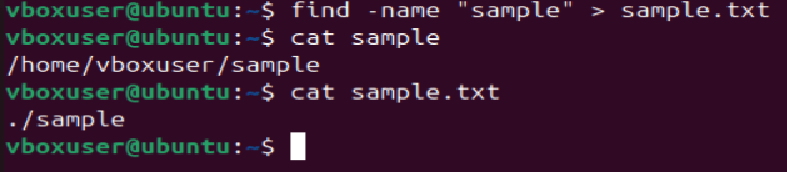 vboxuser@ubuntu:~$ find -name "sample" > sample.txt
vboxuser@ubuntu:~$ cat sample
/home/vboxuser/sample
vboxuser@ubuntu:~$ cat sample.txt
./sample
vboxuser@ubuntu:~$